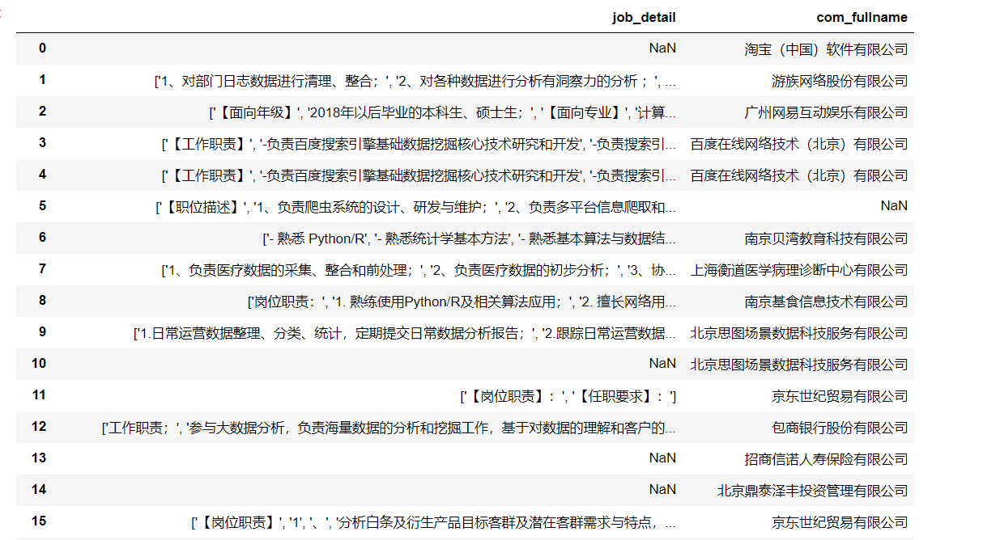 job_detail com_fullname
0 NaN 淘宝（中国）软件有限公司
1 ['1、对部门日志数据进行清理、整合；', '2、对各种数据进行分析有洞察力的分析 ；', ... 游族网络股份有限公司
2 ['【面向年级】', '2018年以后毕业的本科生、硕士生；', '【面向专业】', '计算... 广州网易互动娱乐有限公司
3 ['【工作职责】', '-负责百度搜索引擎基础数据挖掘核心技术研究和开发', '-负责搜索引... 百度在线网络技术（北京）有限公司
4 ['【工作职责】', '-负责百度搜索引擎基础数据挖掘核心技术研究和开发', '-负责搜索引... 百度在线网络技术（北京）有限公司
5 ['【职位描述】', '1、负责爬虫系统的设计、研发与维护；', '2、负责多平台信息爬取和... NaN
6 ['- 熟悉 Python/R', '- 熟悉统计学基本方法', '- 熟悉基本算法与数据结... 南京贝湾教育科技有限公司
7 ['1、负责医疗数据的采集、整合和前处理；', '2、负责医疗数据的初步分析；', '3、协... 上海衡道医学病理诊断中心有限公司
8 ['岗位职责：', '1. 熟练使用Python/R及相关算法应用；', '2. 擅长网络用... 南京基食信息技术有限公司
9 ['1.日常运营数据整理、分类、统计，定期提交日常数据分析报告；', '2.跟踪日常运营数据... 北京思图场景数据科技服务有限公司
10 NaN 北京思图场景数据科技服务有限公司
11 ['【岗位职责】：', '【任职要求】：'] 京东世纪贸易有限公司
12 ['工作职责；', '参与大数据分析，负责海量数据的分析和挖掘工作，基于对数据的理解和客户的... 包商银行股份有限公司
13 NaN 招商信诺人寿保险有限公司
14 NaN 北京鼎泰泽丰投资管理有限公司
15 ['【岗位职责】', '1', '、', '分析白条及衍生产品目标客群及潜在客群需求与特点，... 京东世纪贸易有限公司